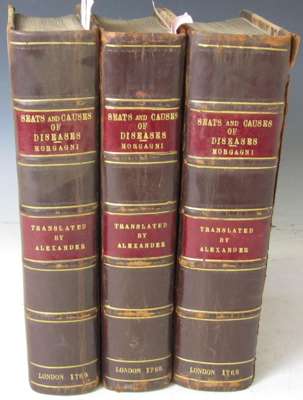 SEATS AND CAUSES
OF
DISEASES
MORGAGNI
TRANSLATED
BY
ALEXANDER
LONDON 1769.
SEATS AND CAUSES
OF
DISEASES
MORGAGNI
TRANSLATED
BY
ALEXANDER
LONDON 1769.
SEATS AND CAUSES
OF
DISEASES
MORGAGNI
TRANSLATED
BY
ALEXANDER
LONDON 1769.